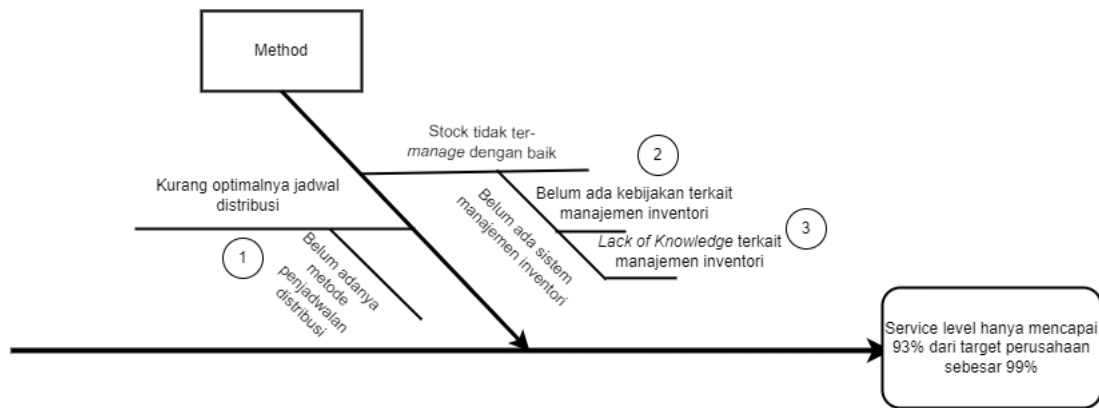 Method
Stock tidak ter-
manage dengan baik
2
Kurang optimalnya jadwal
distribusi
Belum ada kebijakan terkait
manajemen inventori
3
Lack of Knowledge terkait
manajemen inventori
Belum ada sistem
manajemen inventori
1
Belum adanya
metode
penjadwalan
distribusi
Service level hanya mencapai
93% dari target perusahaan
sebesar 99%